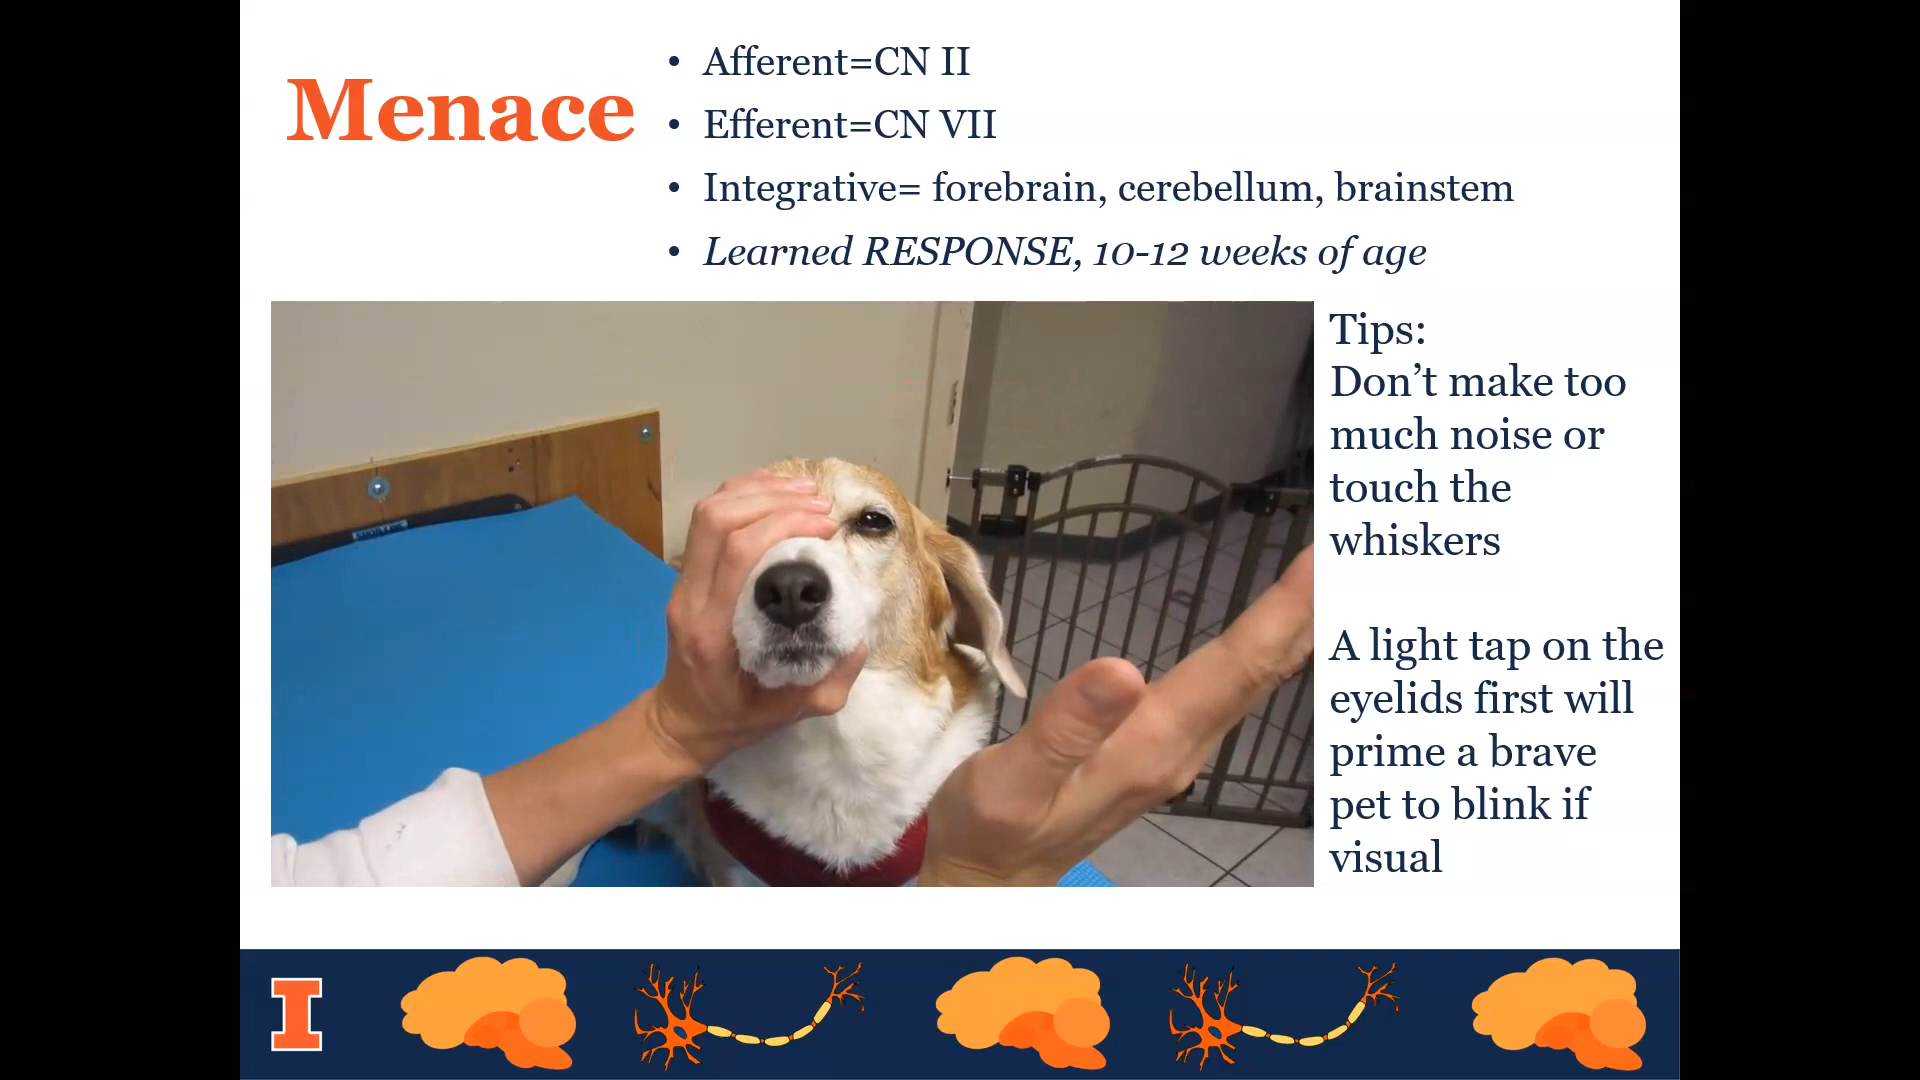 Menace
• Afferent=CN II
• Efferent=CN VII
• Integrative= forebrain, cerebellum, brainstem
• Learned RESPONSE, 10-12 weeks of age
Tips:
Don’t make too
much noise or
touch the
whiskers
A light tap on the
eyelids first will
prime a brave
pet to blink if
visual
I